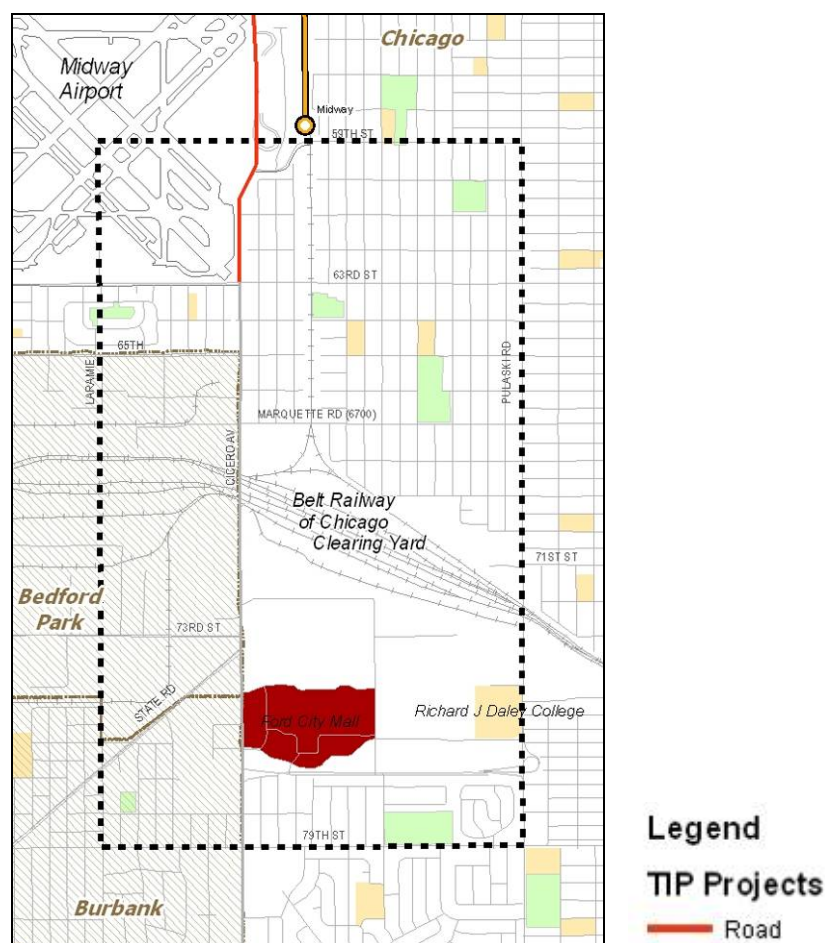 Chicago
Midway
Airport
Midway
59TH ST
63RD ST
65TH
LARAMIE
PULASKI RD
MARQUETTE RD (6700)
CICERO AV
Belt Railway
of Chicago
Clearing Yard
71ST ST
Bedford
Park
73RD ST
STATE RD
Ford City Mall
Richard J Daley College
79TH ST
Burbank
Legend
TIP Projects
Road